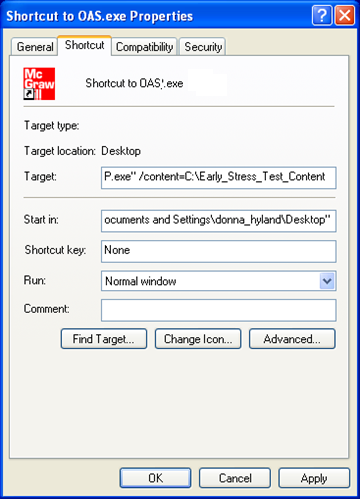 Shortcut to OAS.exe Properties
General Shortcut Compatibility Security
Mc
Graw
Hill
Shortcut to OAS'.exe
Target type:
Target location: Desktop
Target: P.exe" /content=C:\Early_Stress_Test_Content
Start in: ocuments and Settings\donna_hyland\Desktop"
Shortcut key: None
Run: Normal window
Comment:
Find Target... Change Icon... Advanced...
OK Cancel Apply